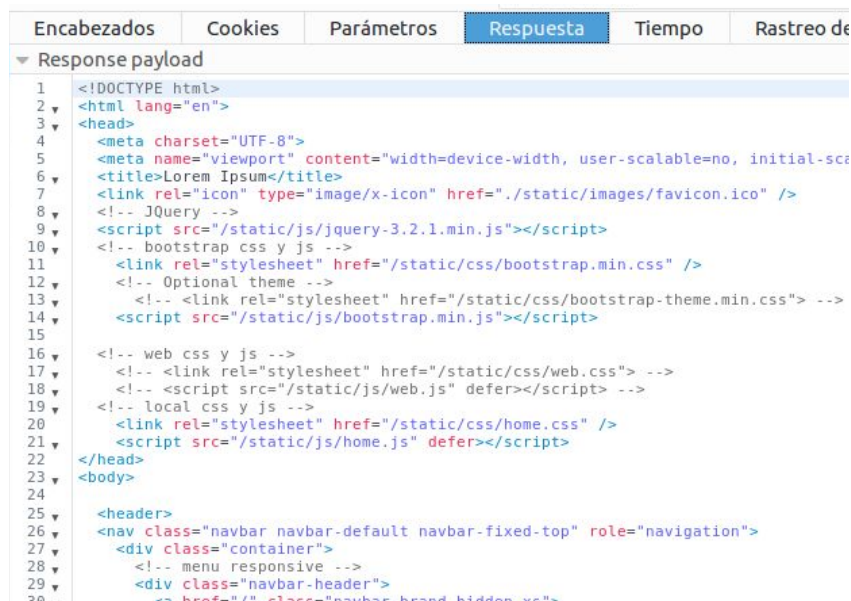 Encabezados Cookies Parámetros Respuesta Tiempo Rastreo de
Response payload
1 <!DOCTYPE html>
2 <html lang="en">
3 <head>
4 <meta charset="UTF-8">
5 <meta name="viewport" content="width=device-width, user-scalable=no, initial-sca
6 <title>Lorem Ipsum</title>
7 <link rel="icon" type="image/x-icon" href="./static/images/favicon.ico" />
8 <!-- JQuery -->
9 <script src="/static/js/jquery-3.2.1.min.js"></script>
10 <!-- bootstrap css y js -->
11 <link rel="stylesheet" href="/static/css/bootstrap.min.css" />
12 <!-- Optional theme -->
13 <!-- <link rel="stylesheet" href="/static/css/bootstrap-theme.min.css"> -->
14 <script src="/static/js/bootstrap.min.js"></script>
15
16 <!-- web css y js -->
17 <!-- <link rel="stylesheet" href="/static/css/web.css"> -->
18 <!-- <script src="/static/js/web.js" defer></script> -->
19 <!-- local css y js -->
20 <link rel="stylesheet" href="/static/css/home.css" />
21 <script src="/static/js/home.js" defer></script>
22 </head>
23 <body>
24
25 <header>
26 <nav class="navbar navbar-default navbar-fixed-top" role="navigation">
27 <div class="container">
28 <!-- menu responsive -->
29 <div class="navbar-header">
30 <a href="/" class="navbar-brand hidden-xs">